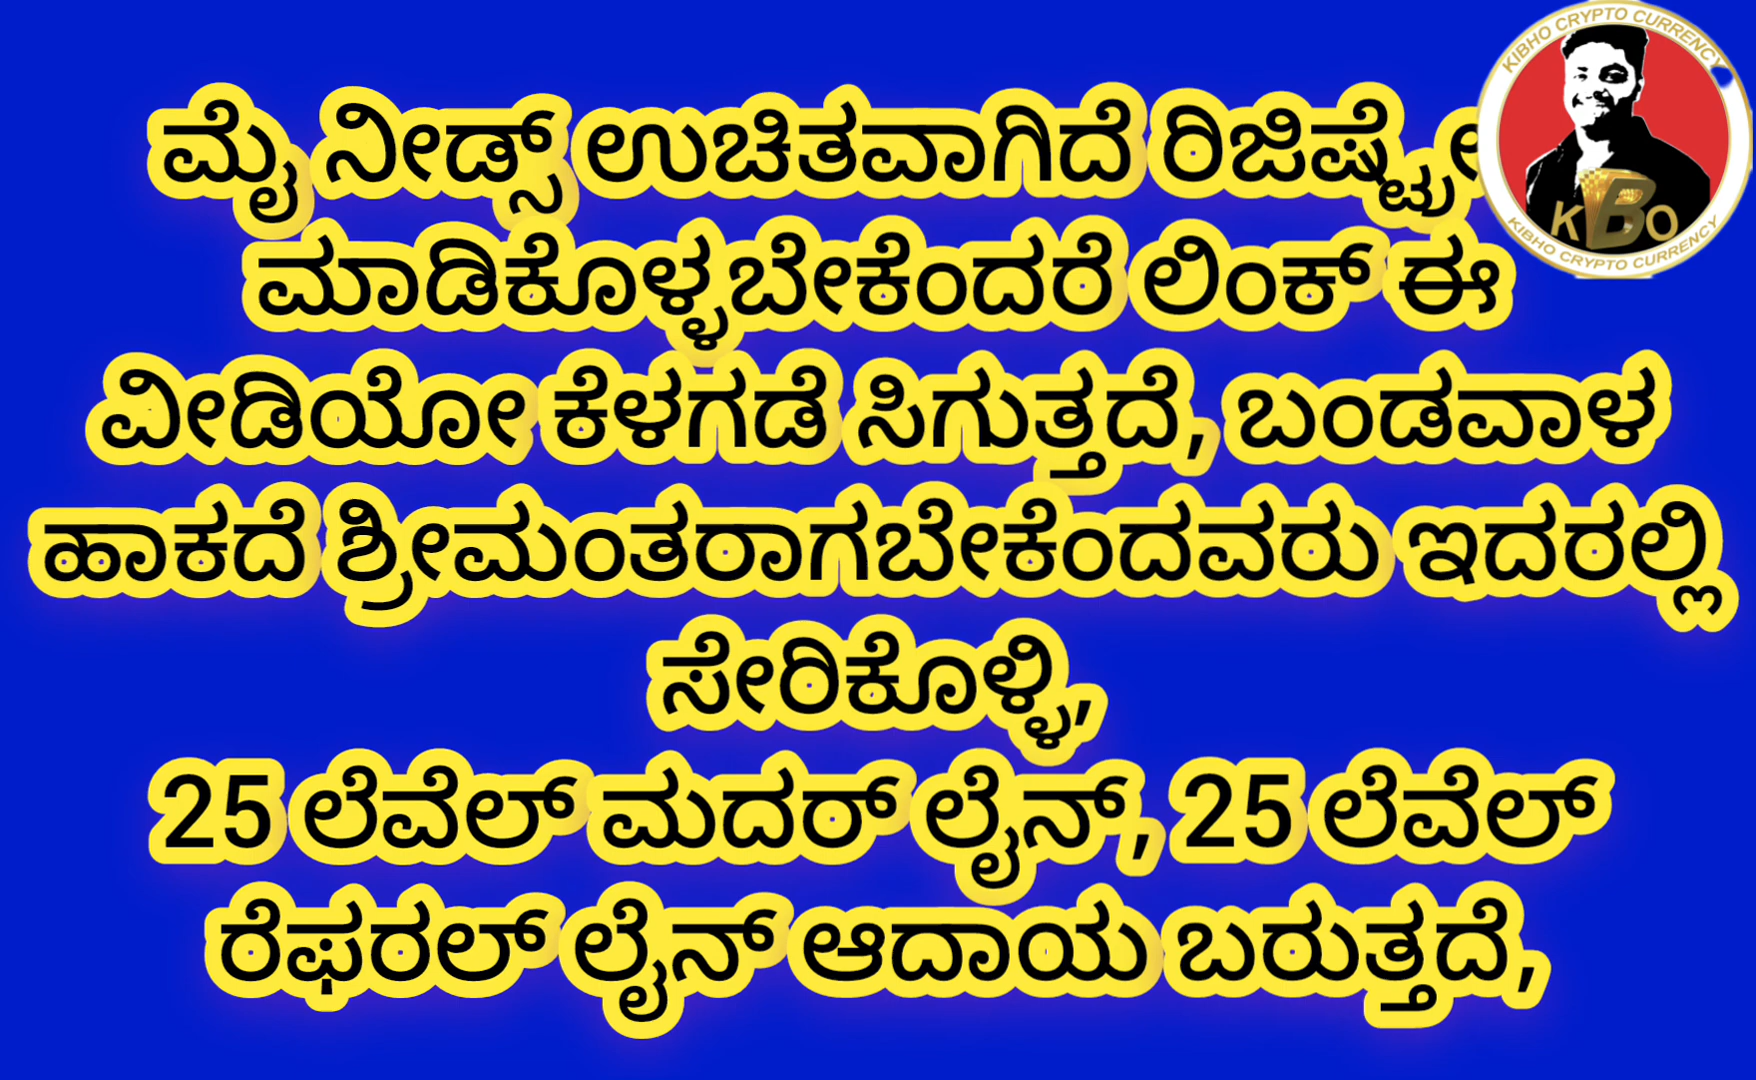 ಮೈ ನೀಡ್ಸ್ ಉಚಿತವಾಗಿದೆ
ಮಾಡಿಕೊಳ್ಳಬೇಕೆಂದರೆ ಲಿಂಕ್ ಈ
ವೀಡಿಯೋ ಕೆಳಗಡೆ ಸಿಗುತ್ತದೆ, ಬಂಡವಾಳ
ಹಾಕದೆ ಶ್ರೀಮಂತರಾಗಬೇಕೆಂದವರು ಇದರಲ್ಲಿ
ಸೇರಿಕೊಳ್ಳಿ,
25 ಲೆವೆಲ್ ಮದರ್ ಲೈನ್, 25 ಲೆವೆಲ್
ರೆಫರಲ್ ಲೈನ್ ಆದಾಯ ಬರುತ್ತದೆ,
KIBHO CRYPTO CURRENCY
KBO
KIBHO CRYPTO CURRENCY